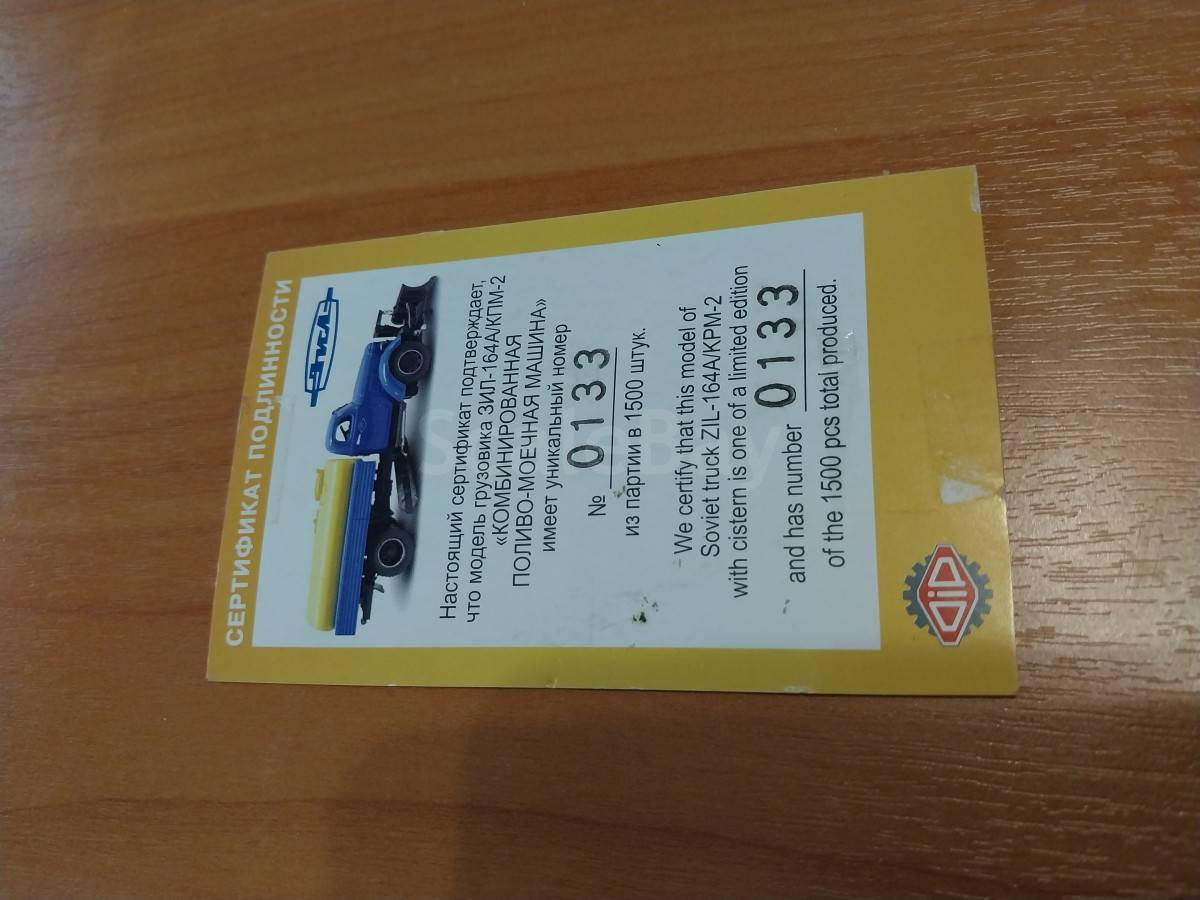 СЕРТИФИКАТ ПОДЛИННОСТИ
ЗИЛ
Настоящий сертификат подтверждает,
что модель грузовика ЗИЛ-164А/КПМ-2
«КОМБИНИРОВАННАЯ
ПОЛИВО-МОЕЧНАЯ МАШИНА»
имеет уникальный номер
№ 0133
из партии в 1500 штук.
We certify that this model of
Soviet truck ZIL-164A/KPM-2
with cistern is one of a limited edition
and has number 0133
of the 1500 pcs total produced.
DiP